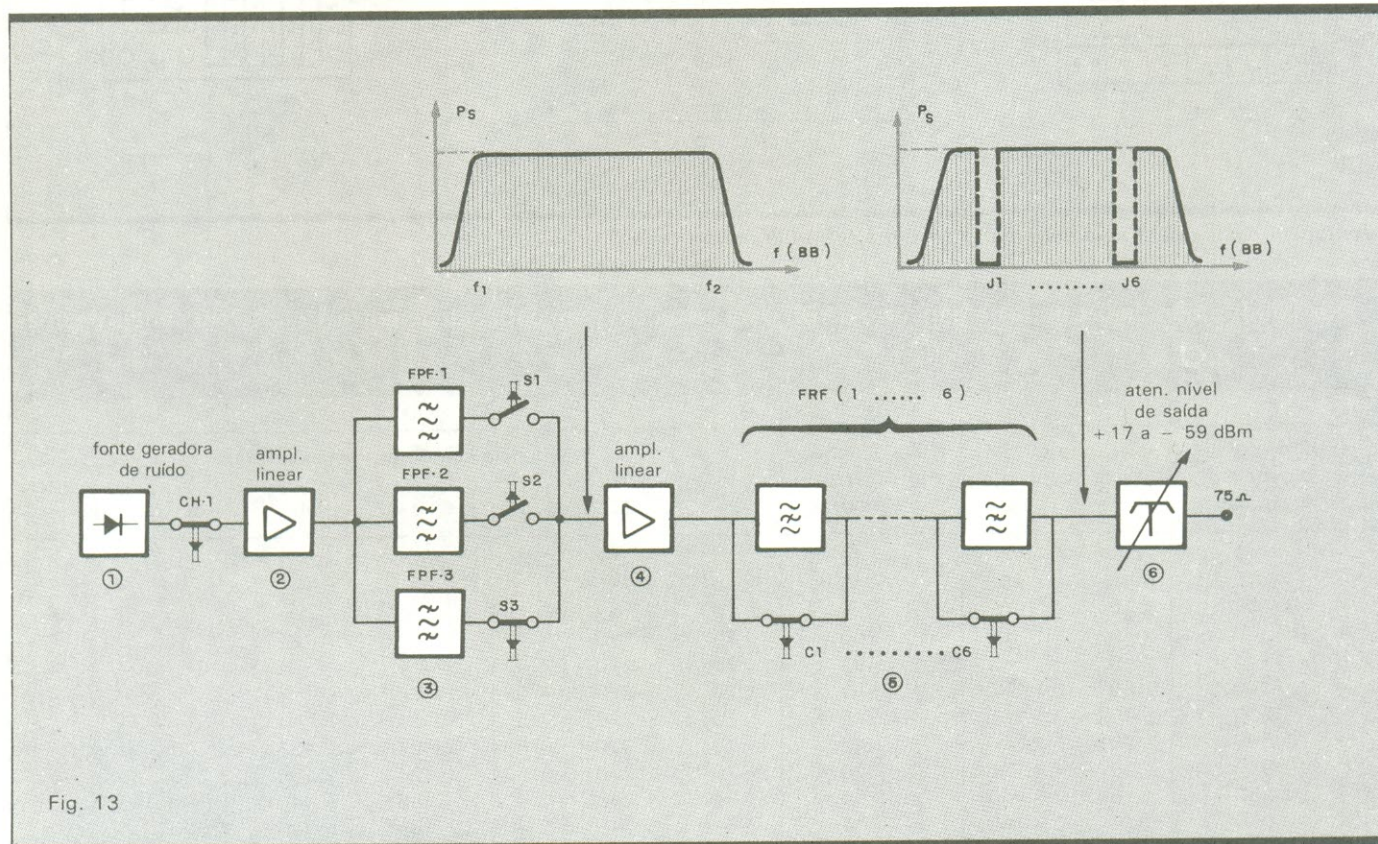 Ps
f (BB)
f1
f2
Ps
f (BB)
J1 ......... J6
fonte geradora
de ruído
CH·1
ampl.
linear
FPF·1
S1
FPF·2
S2
FPF·3
S3
ampl.
linear
FRF ( 1 ...... 6 )
aten. nível
de saída
+ 17 a – 59 dBm
75 Ω
C1 ......... C6
①
②
③
④
⑤
⑥
Fig. 13